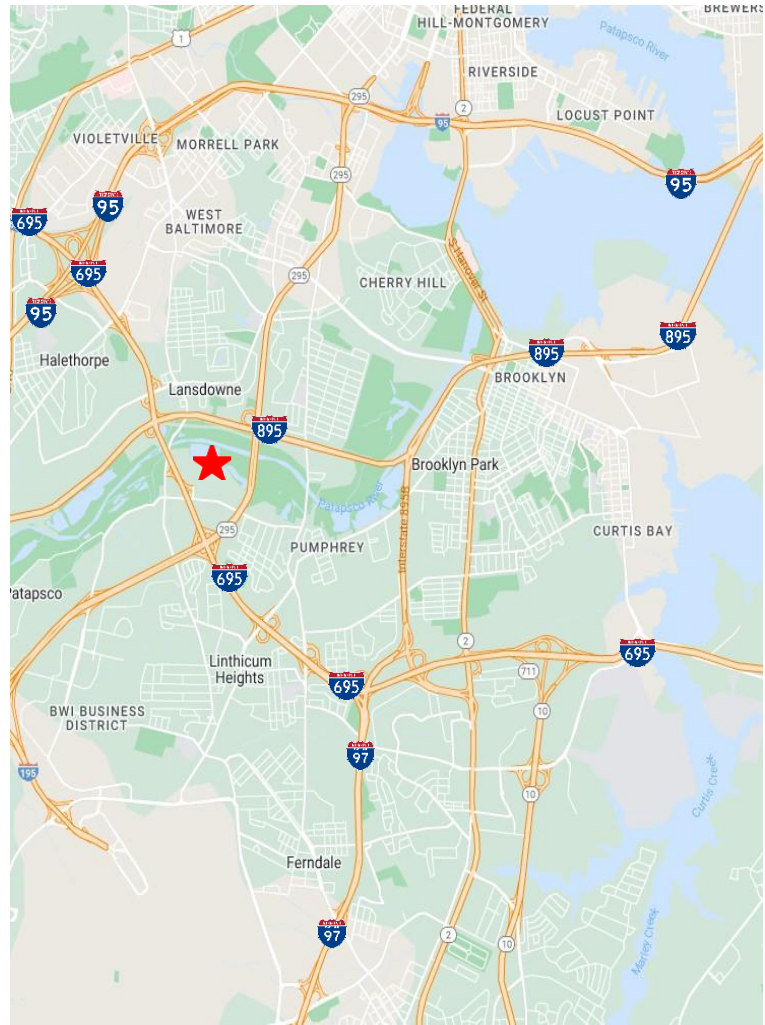 FEDERAL
HILL-MONTGOMERY
BREWERS
Patapsco
River
1
RIVERSIDE
295
2
LOCUST POINT
95
VIOLETVILLE
MORRELL PARK
295
95
95
695
WEST
BALTIMORE
S Hanover St
695
295
CHERRY HILL
95
895
895
Halethorpe
BROOKLYN
Lansdowne
895
Brooklyn Park
Patapsco River
295
Interstate 895B
CURTIS BAY
PUMPHREY
695
Patapsco
2
695
Linthicum
Heights
711
695
BWI BUSINESS
DISTRICT
10
97
195
Curtis Creek
10
Ferndale
97
2
10
Marley Creek